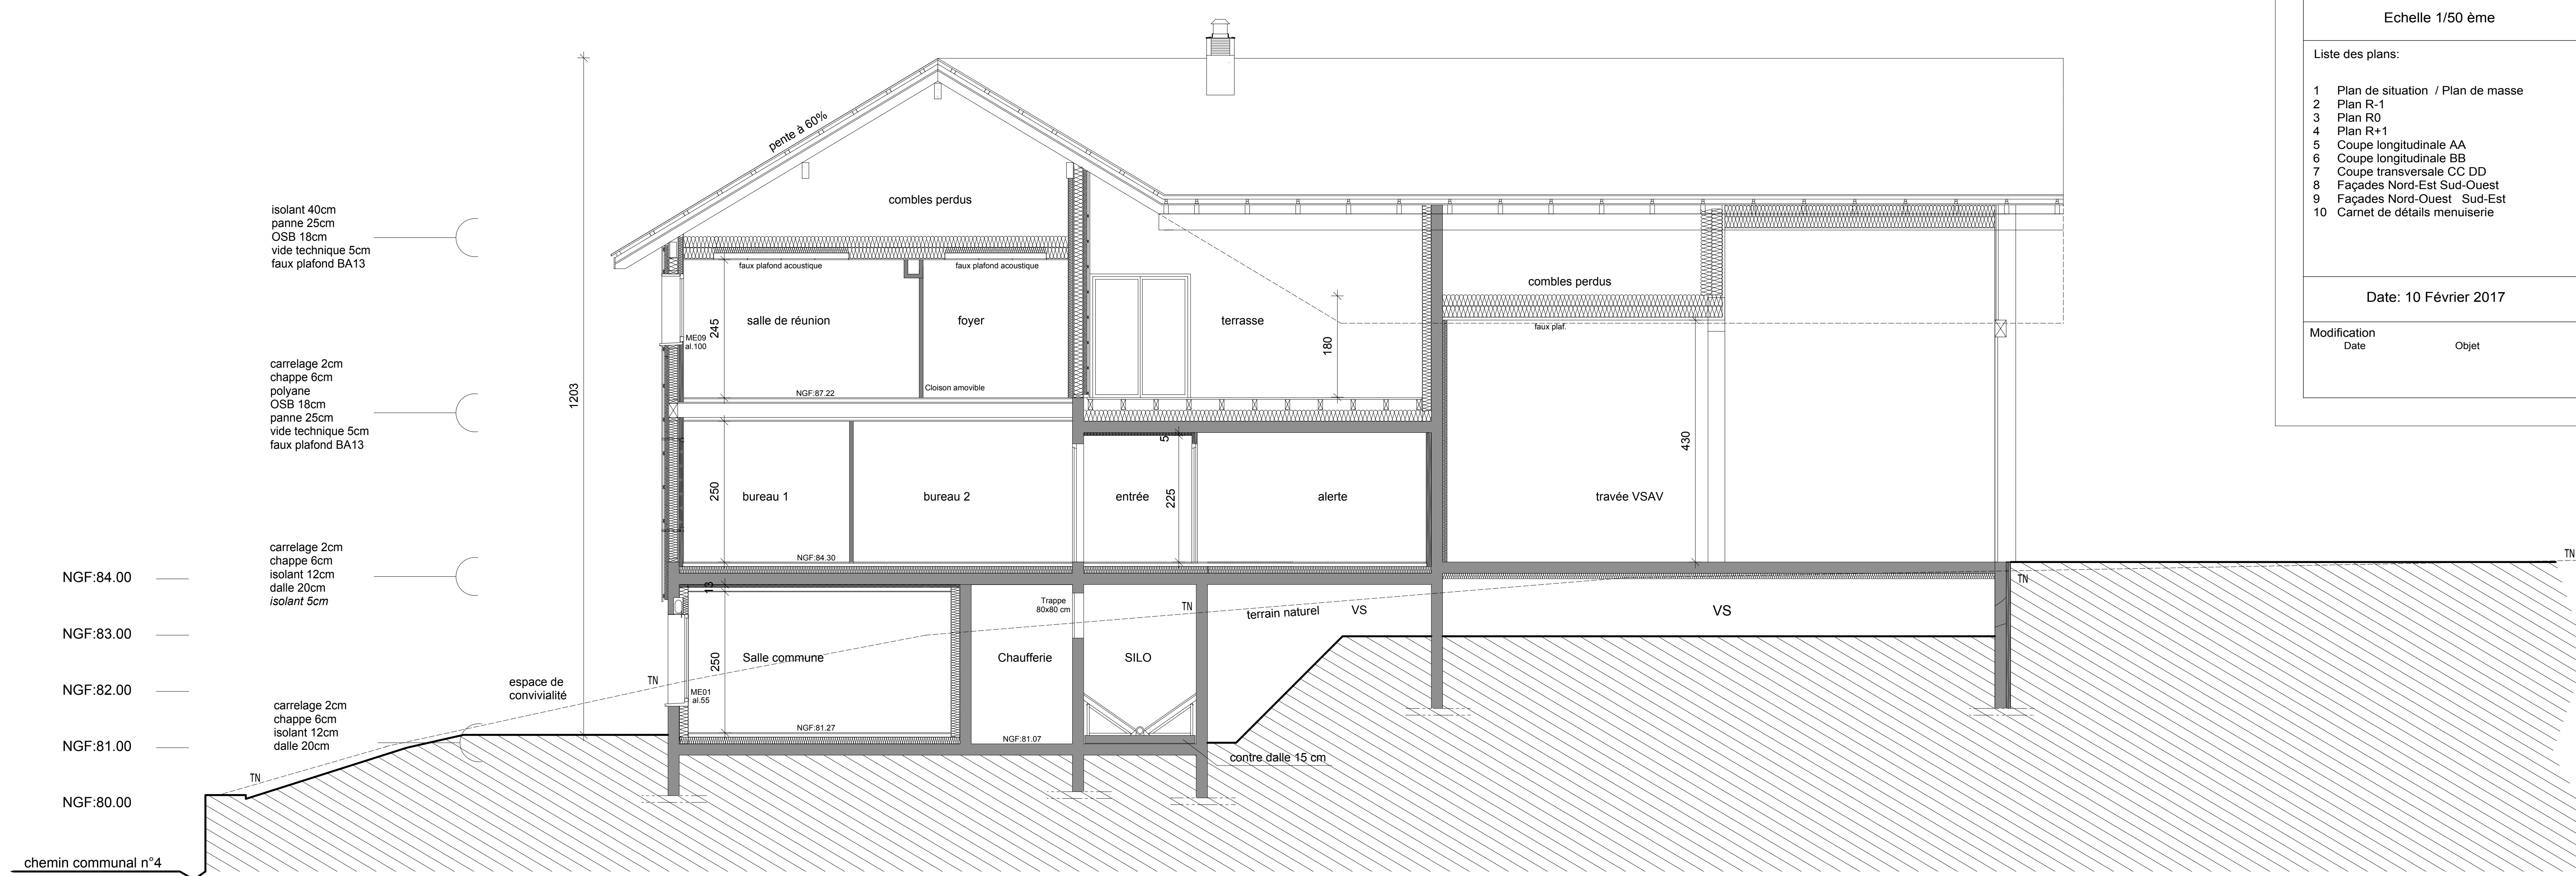 Echelle 1/50 ème
Liste des plans:
1 Plan de situation / Plan de masse
2 Plan R-1
3 Plan R0
4 Plan R+1
5 Coupe longitudinale AA
6 Coupe longitudinale BB
7 Coupe transversale CC DD
8 Façades Nord-Est Sud-Ouest
9 Façades Nord-Ouest Sud-Est
10 Carnet de détails menuiserie
Date: 10 Février 2017
Modification
Date Objet
pente à 60%
combles perdus
isolant 40cm
panne 25cm
OSB 18cm
vide technique 5cm
faux plafond BA13
faux plafond acoustique
faux plafond acoustique
combles perdus
salle de réunion
foyer
terrasse
faux plaf.
245
ME09
al.100
180
1203
Cloison amovible
NGF:87.22
carrelage 2cm
chappe 6cm
polyane
OSB 18cm
panne 25cm
vide technique 5cm
faux plafond BA13
5
430
250
bureau 1
bureau 2
entrée
225
alerte
travée VSAV
NGF:84.30
carrelage 2cm
chappe 6cm
isolant 12cm
dalle 20cm
isolant 5cm
TN
TN
NGF:84.00
13
Trappe
80x80 cm
TN
terrain naturel
VS
VS
NGF:83.00
250
Salle commune
Chaufferie
SILO
TN
espace de
convivialité
ME01
al.55
NGF:82.00
carrelage 2cm
chappe 6cm
isolant 12cm
dalle 20cm
NGF:81.27
NGF:81.07
NGF:81.00
contre dalle 15 cm
TN
NGF:80.00
chemin communal n°4